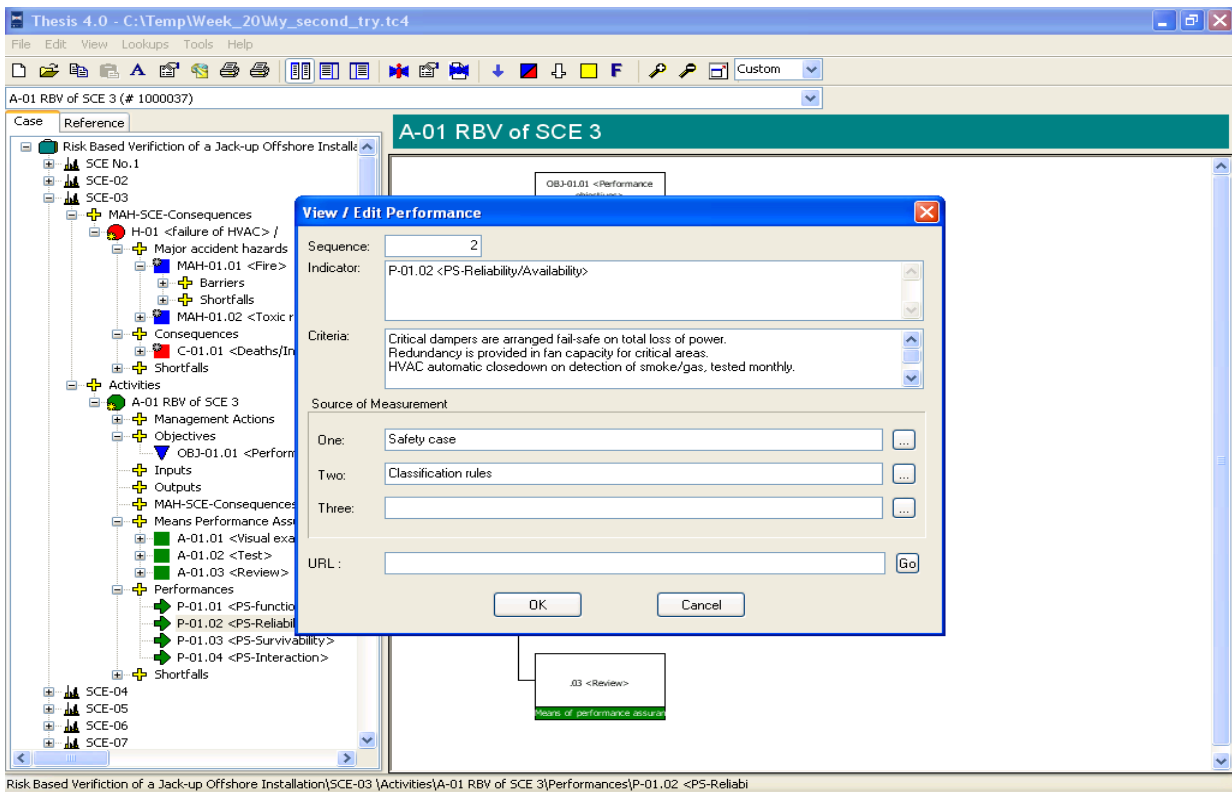 Thesis 4.0 - C:\Temp\Week_20\My_second_try.tc4
File Edit View Lookups Tools Help
A F Custom
A-01 RBV of SCE 3 (# 1000037)
Case Reference
A-01 RBV of SCE 3
Risk Based Verifiction of a Jack-up Offshore Installa
SCE No.1
SCE-02
SCE-03
MAH-SCE-Consequences
H-01 <failure of HVAC> /
Major accident hazards
MAH-01.01 <Fire>
Barriers
Shortfalls
MAH-01.02 <Toxic r
Consequences
C-01.01 <Deaths/In
Shortfalls
Activities
A-01 RBV of SCE 3
Management Actions
Objectives
OBJ-01.01 <Perform
Inputs
Outputs
MAH-SCE-Consequences
Means Performance Ass
A-01.01 <Visual exa
A-01.02 <Test>
A-01.03 <Review>
Performances
P-01.01 <PS-functio
P-01.02 <PS-Reliabil
P-01.03 <PS-Survivability>
P-01.04 <PS-Interaction>
Shortfalls
SCE-04
SCE-05
SCE-06
SCE-07
OBJ-01.01 <Performance
View / Edit Performance
Sequence: 2
Indicator: P-01.02 <PS-Reliability/Availability>
Criteria: Critical dampers are arranged fail-safe on total loss of power.
Redundancy is provided in fan capacity for critical areas.
HVAC automatic closedown on detection of smoke/gas, tested monthly.
Source of Measurement
One: Safety case ...
Two: Classification rules ...
Three: ...
URL : Go
OK Cancel
.03 <Review>
Means of performance assuran
Risk Based Verifiction of a Jack-up Offshore Installation\SCE-03 \Activities\A-01 RBV of SCE 3\Performances\P-01.02 <PS-Reliabi